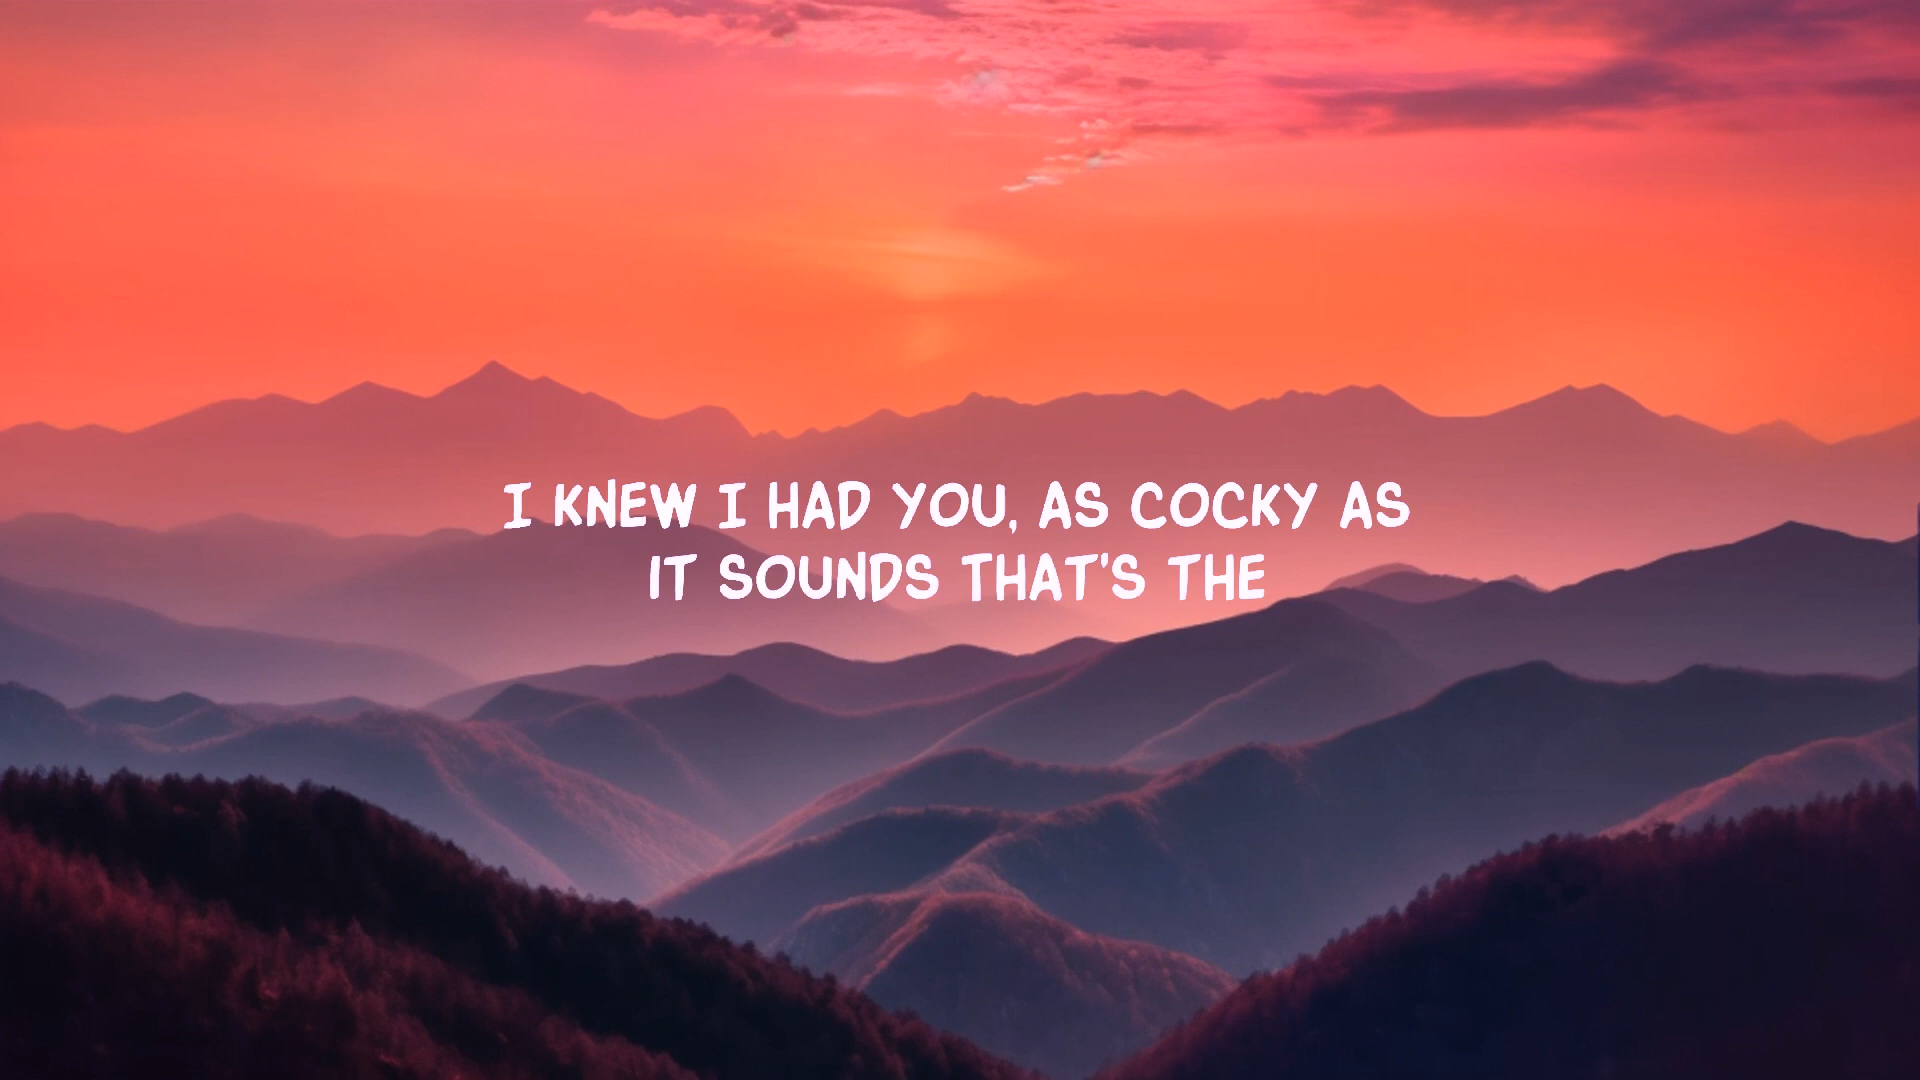 I KNEW I HAD YOU, AS COCKY AS
IT SOUNDS THAT'S THE